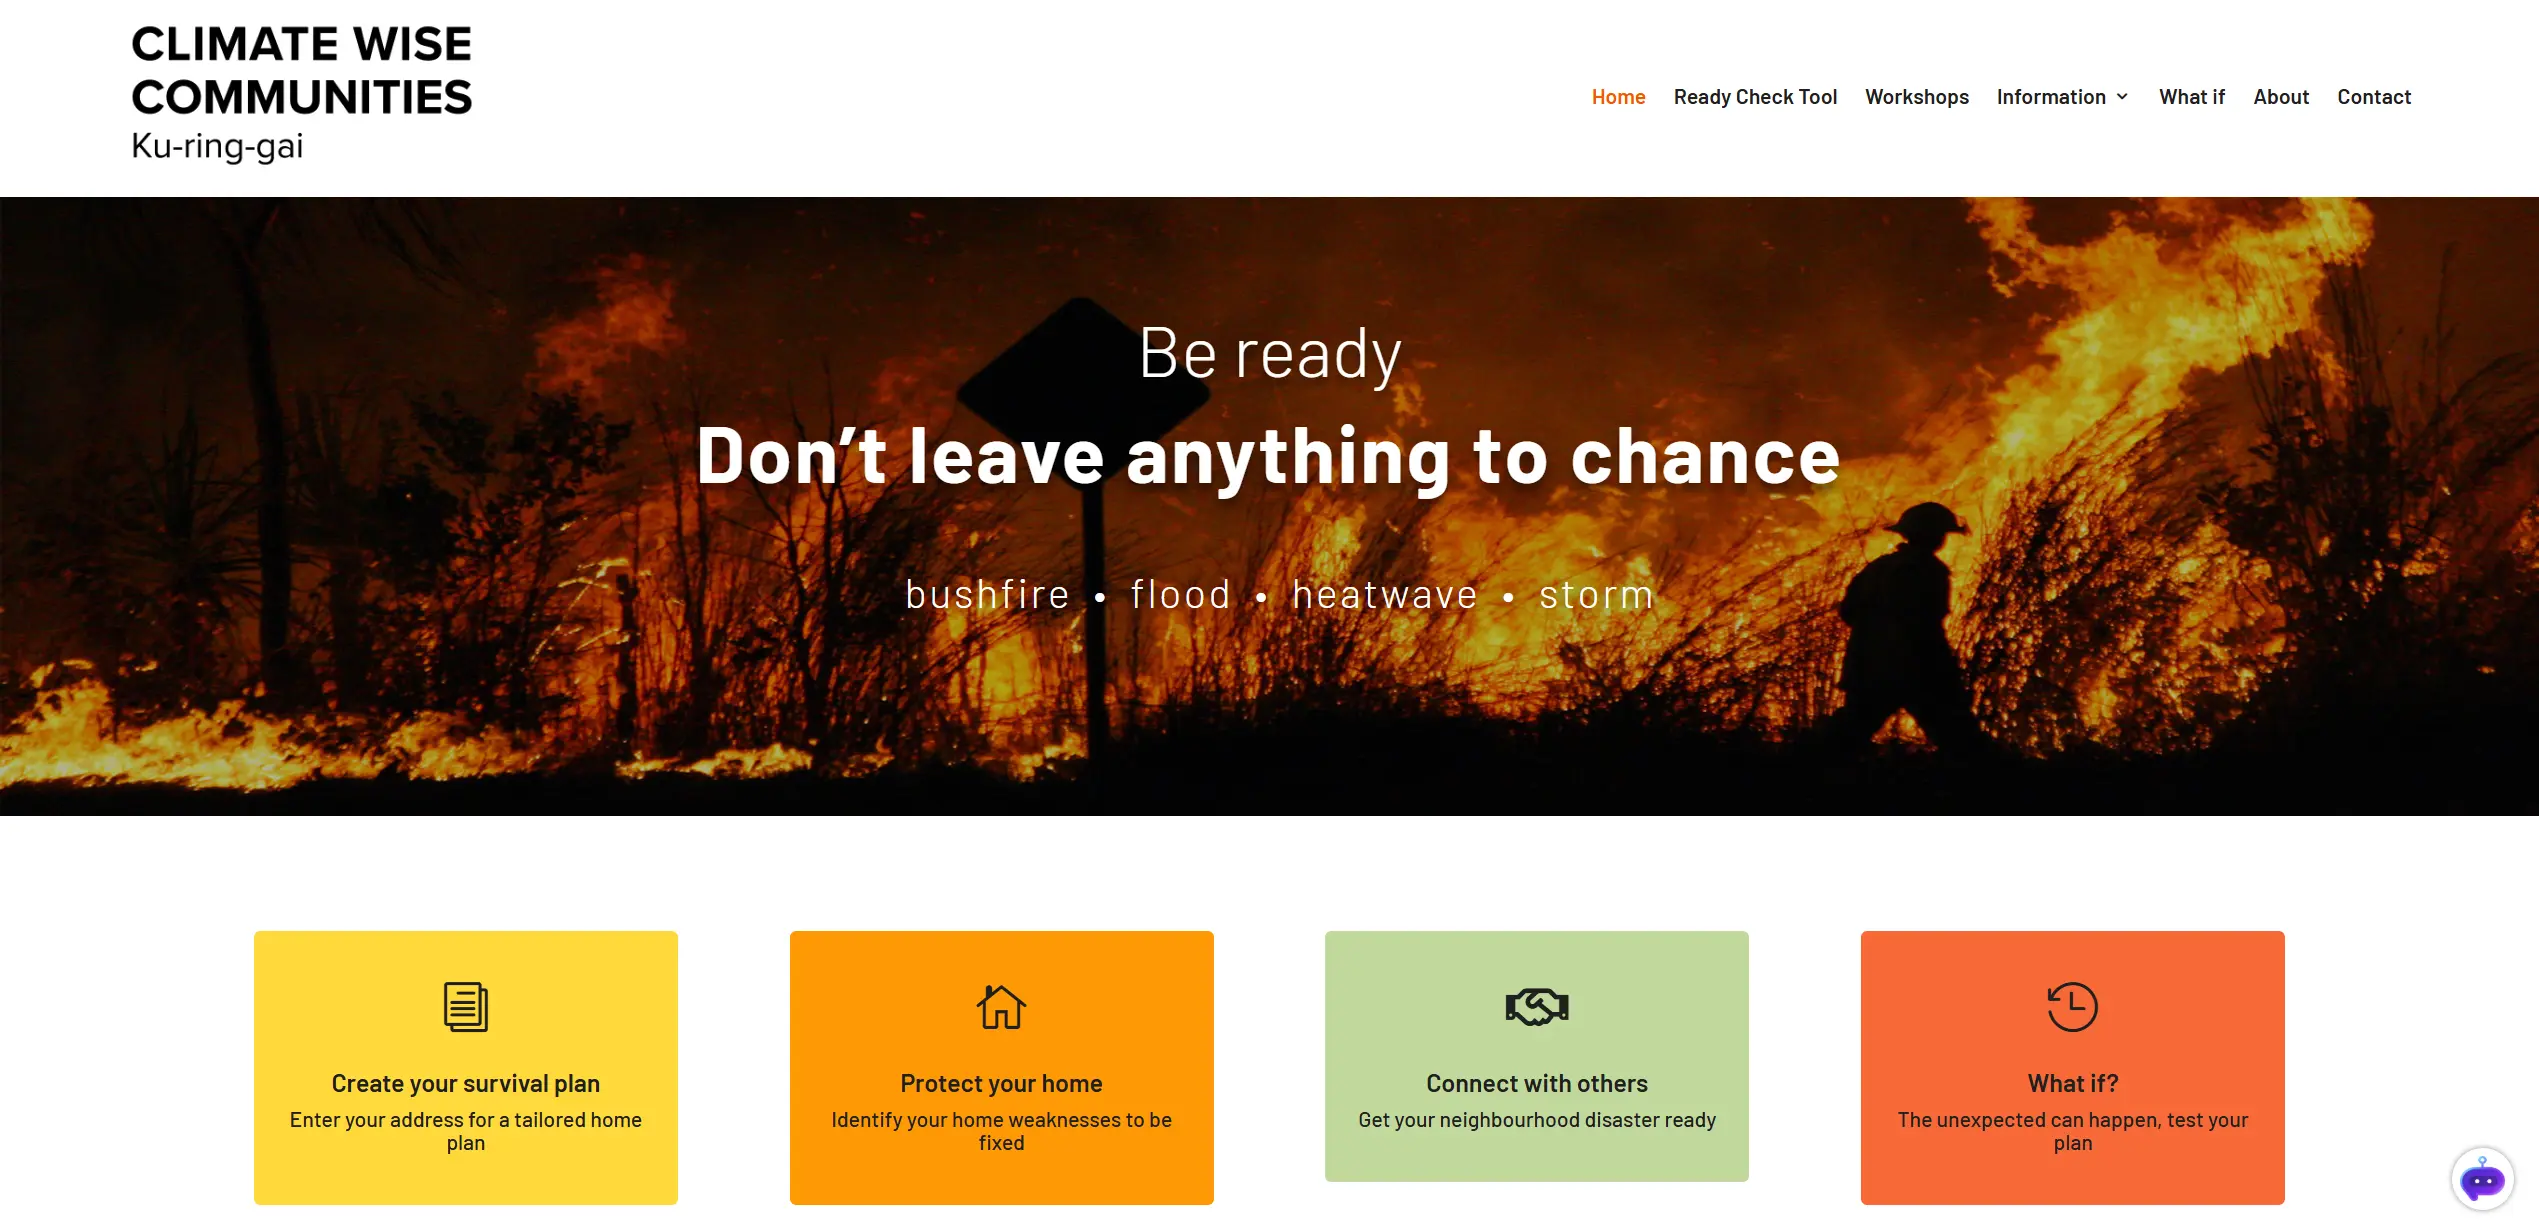 CLIMATE WISE
COMMUNITIES
Ku-ring-gai
Home Ready Check Tool Workshops Information What if About Contact
Be ready
Don’t leave anything to chance
bushfire • flood • heatwave • storm
Create your survival plan
Enter your address for a tailored home
plan
Protect your home
Identify your home weaknesses to be
fixed
Connect with others
Get your neighbourhood disaster ready
What if?
The unexpected can happen, test your
plan